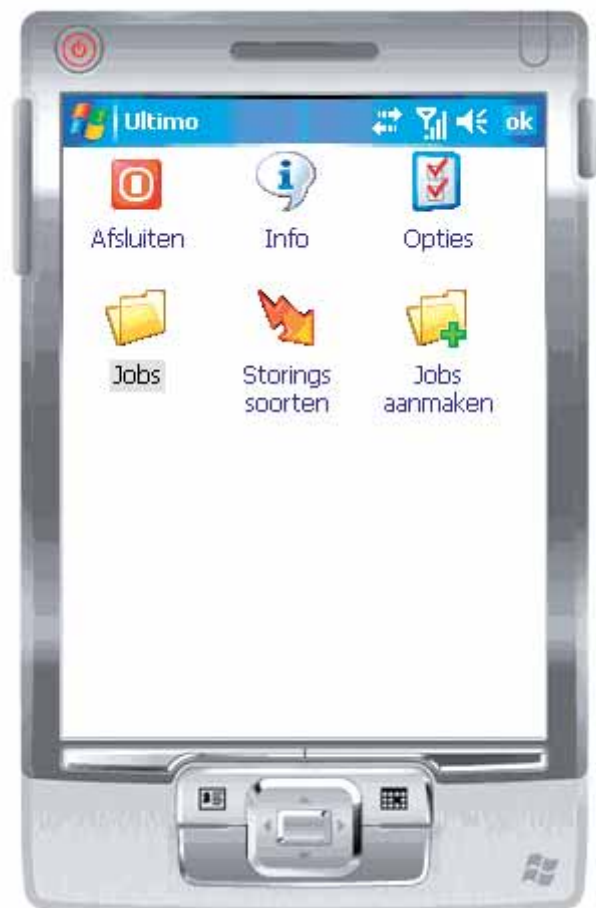 Ultimo
ok
Afsluiten
Info
Opties
Jobs
Storings
soorten
Jobs
aanmaken